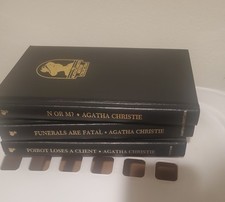 N OR M? • AGATHA CHRISTIE
FUNERALS ARE FATAL • AGATHA CHRISTIE
POIROT LOSES A CLIENT • AGATHA CHRISTIE